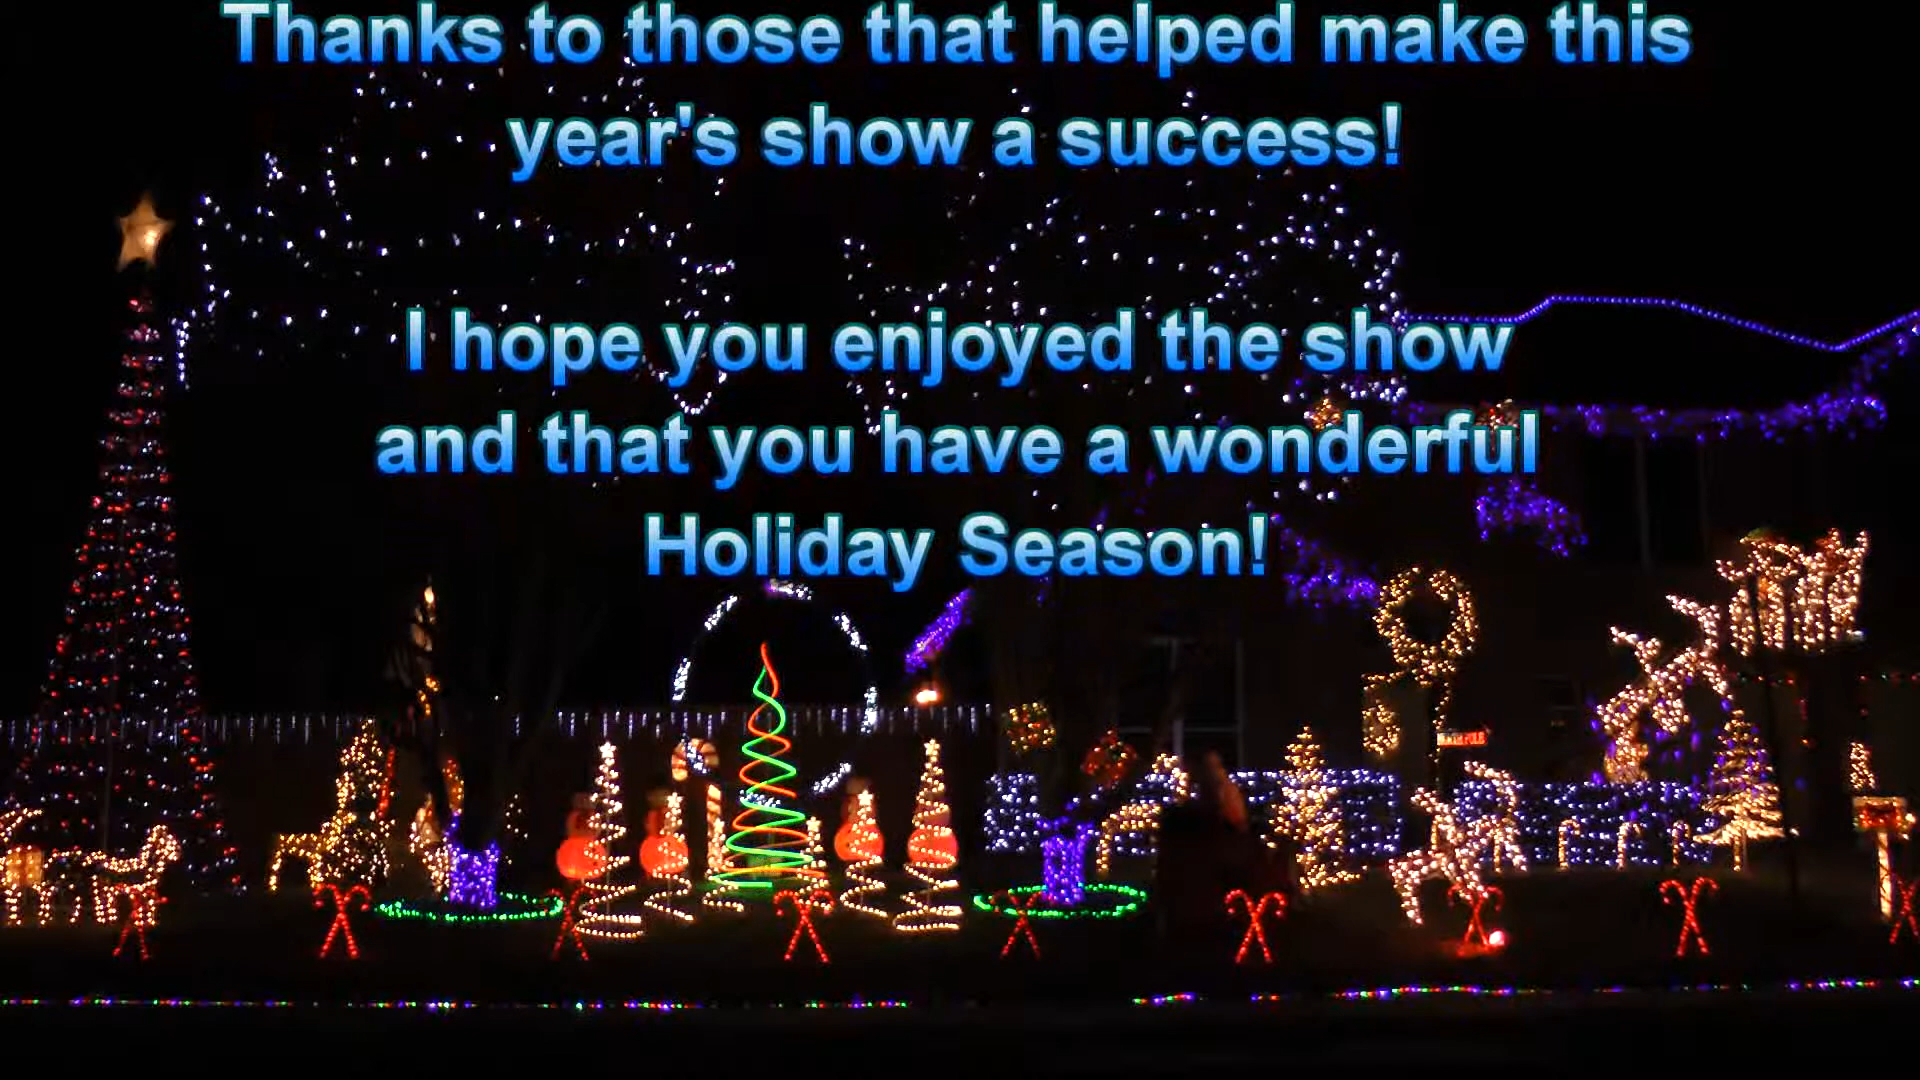 Thanks to those that helped make this
year's show a success!
I hope you enjoyed the show
and that you have a wonderful
Holiday Season!